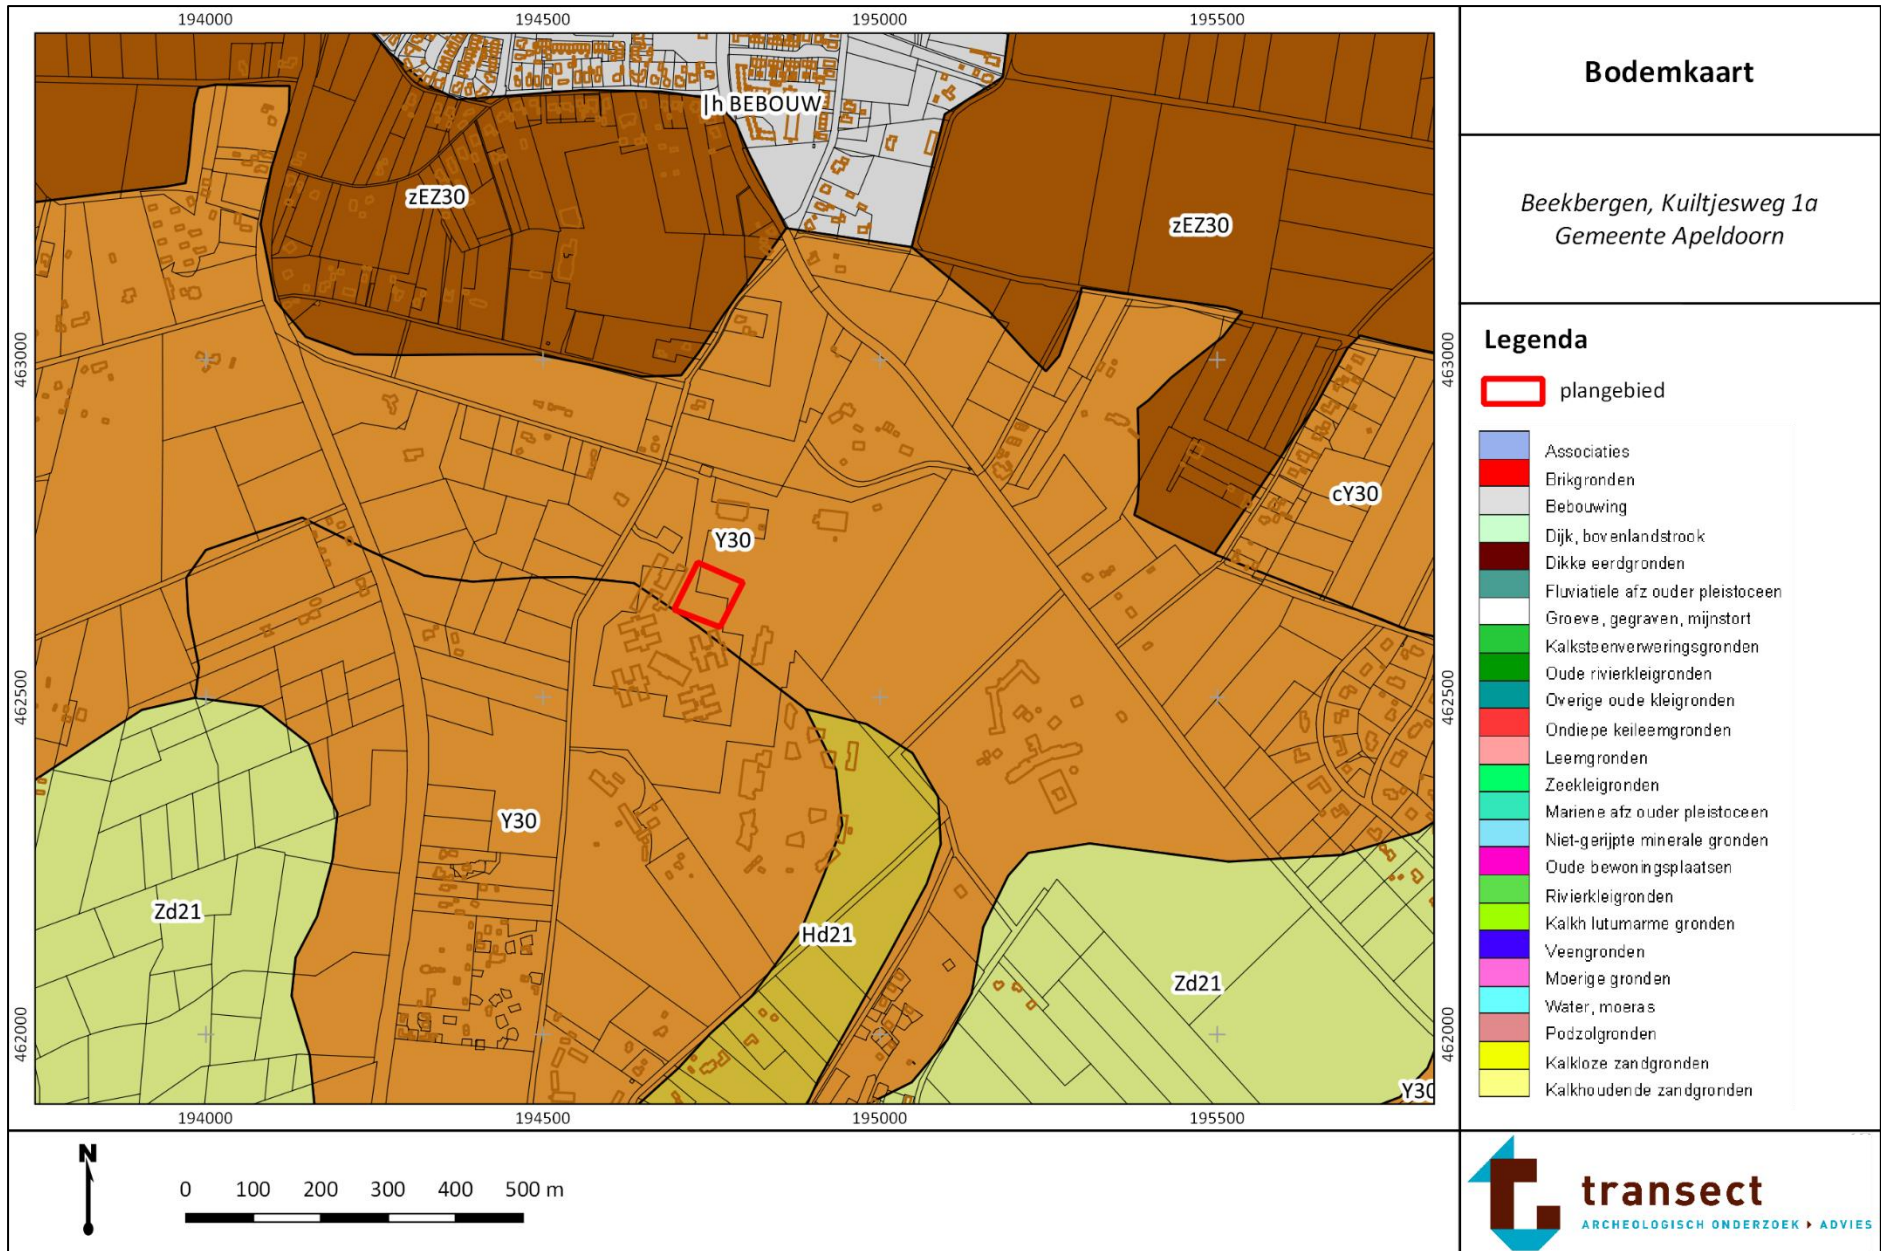 194000 194500 195000 195500
Bodemkaart
|h BEBOUW
Beekbergen, Kuiltjesweg 1a
Gemeente Apeldoorn
zEZ30
zEZ30
463000
463000
Legenda
plangebied
Associaties
Brikgronden
Bebouwing
Dijk, bovenlandstrook
Dikke eerdgronden
Fluviatiele afz ouder pleistoceen
Groeve, gegraven, mijnstort
Kalksteenverweringsgronden
Oude rivierkleigronden
Overige oude kleigronden
Ondiepe keileemgronden
Leemgronden
Zeekleigronden
Mariene afz ouder pleistoceen
Niet-gerijpte minerale gronden
Oude bewoningsplaatsen
Rivierkleigronden
Kalkh lutumarme gronden
Veengronden
Moerige gronden
Water, moeras
Podzolgronden
Kalkloze zandgronden
Kalkhoudende zandgronden
cY30
Y30
462500
462500
Y30
Zd21
Hd21
Zd21
462000
462000
Y30
194000 194500 195000 195500
N
0 100 200 300 400 500 m
transect
ARCHEOLOGISCH ONDERZOEK ADVIES